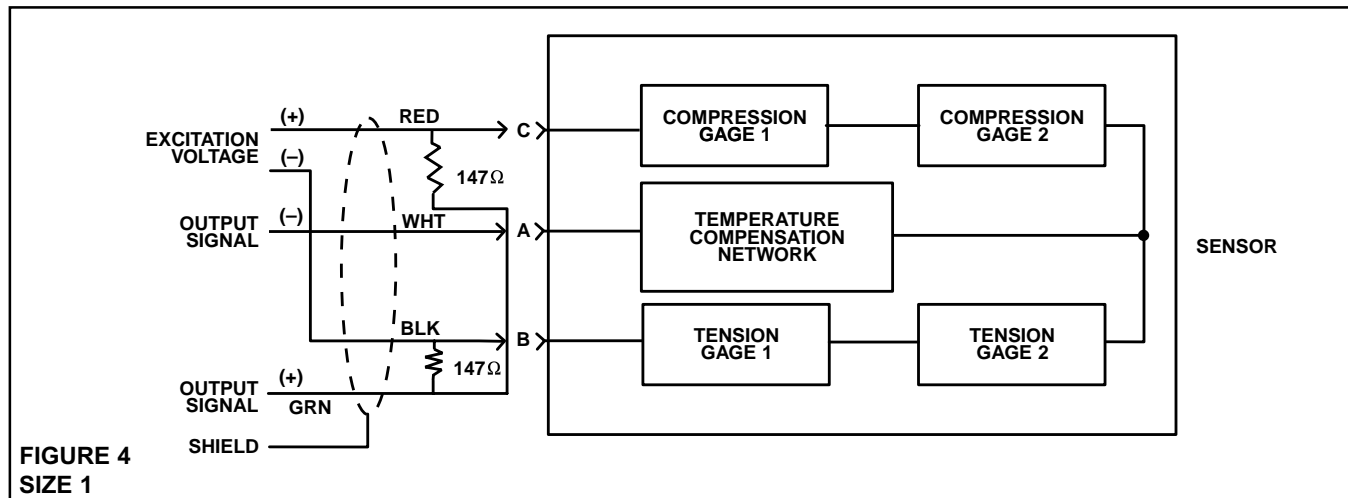 (+)
RED
EXCITATION
VOLTAGE
(–)
147Ω
C
COMPRESSION
GAGE 1
COMPRESSION
GAGE 2
OUTPUT
SIGNAL
(–)
WHT
A
TEMPERATURE
COMPENSATION
NETWORK
SENSOR
BLK
B
147Ω
TENSION
GAGE 1
TENSION
GAGE 2
OUTPUT
SIGNAL
(+)
GRN
SHIELD
FIGURE 4
SIZE 1